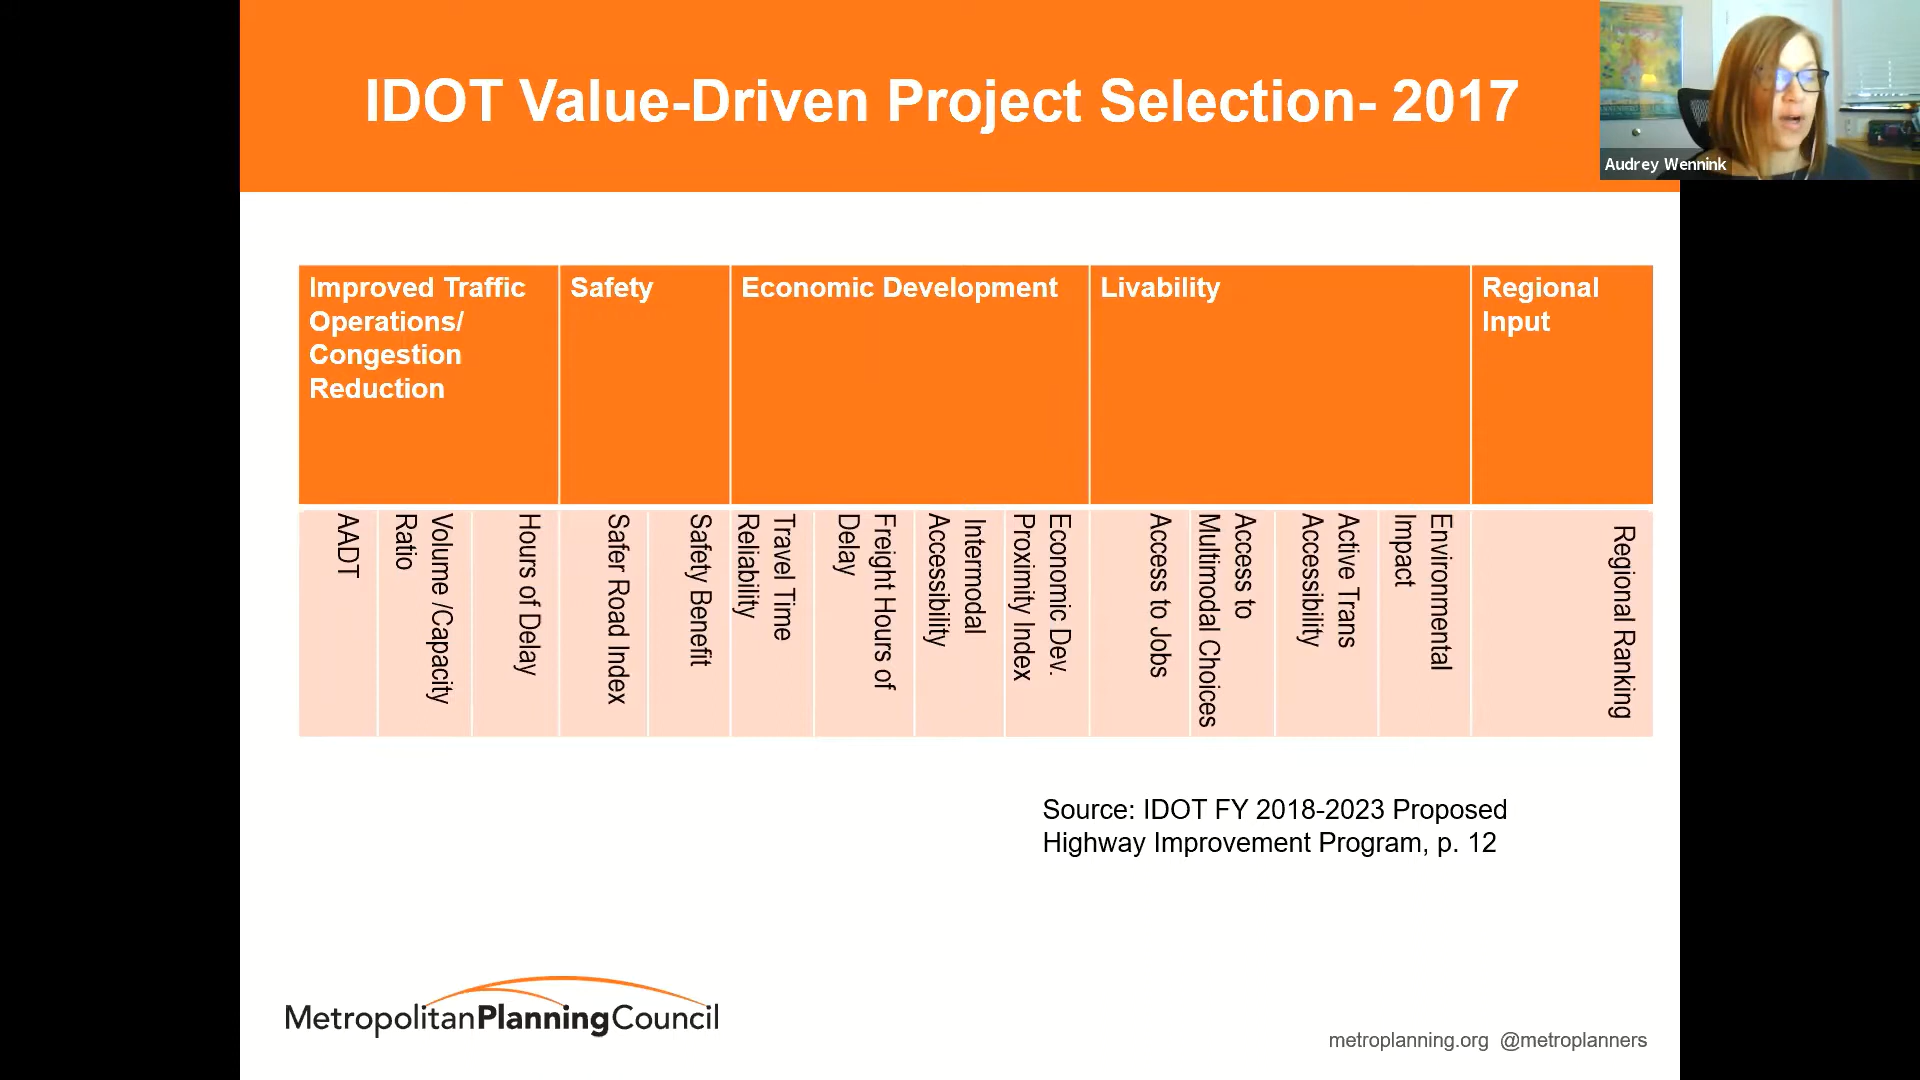 IDOT Value-Driven Project Selection- 2017
Audrey Wennink
Improved Traffic
Operations/
Congestion
Reduction
Safety
Economic Development
Livability
Regional
Input
AADT
Volume /Capacity
Ratio
Hours of Delay
Safer Road Index
Safety Benefit
Travel Time
Reliability
Freight Hours of
Delay
Intermodal
Accessibility
Economic Dev.
Proximity Index
Access to Jobs
Access to
Multimodal Choices
Active Trans
Accessibility
Environmental
Impact
Regional Ranking
Source: IDOT FY 2018-2023 Proposed
Highway Improvement Program, p. 12
MetropolitanPlanningCouncil
metroplanning.org @metroplanners